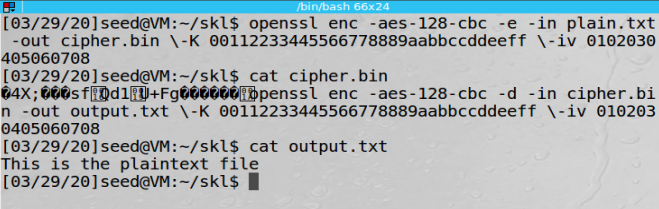 /bin/bash 66x24
[03/29/20]seed@VM:~/skl$ openssl enc -aes-128-cbc -e -in plain.txt
-out cipher.bin \-K 00112233445566778889aabbccddeeff \-iv 0102030
405060708
[03/29/20]seed@VM:~/skl$ cat cipher.bin
�4X;���sf Qd1 U+Fg������ openssl enc -aes-128-cbc -d -in cipher.bi
n -out output.txt \-K 00112233445566778889aabbccddeeff \-iv 010203
0405060708
[03/29/20]seed@VM:~/skl$ cat output.txt
This is the plaintext file
[03/29/20]seed@VM:~/skl$